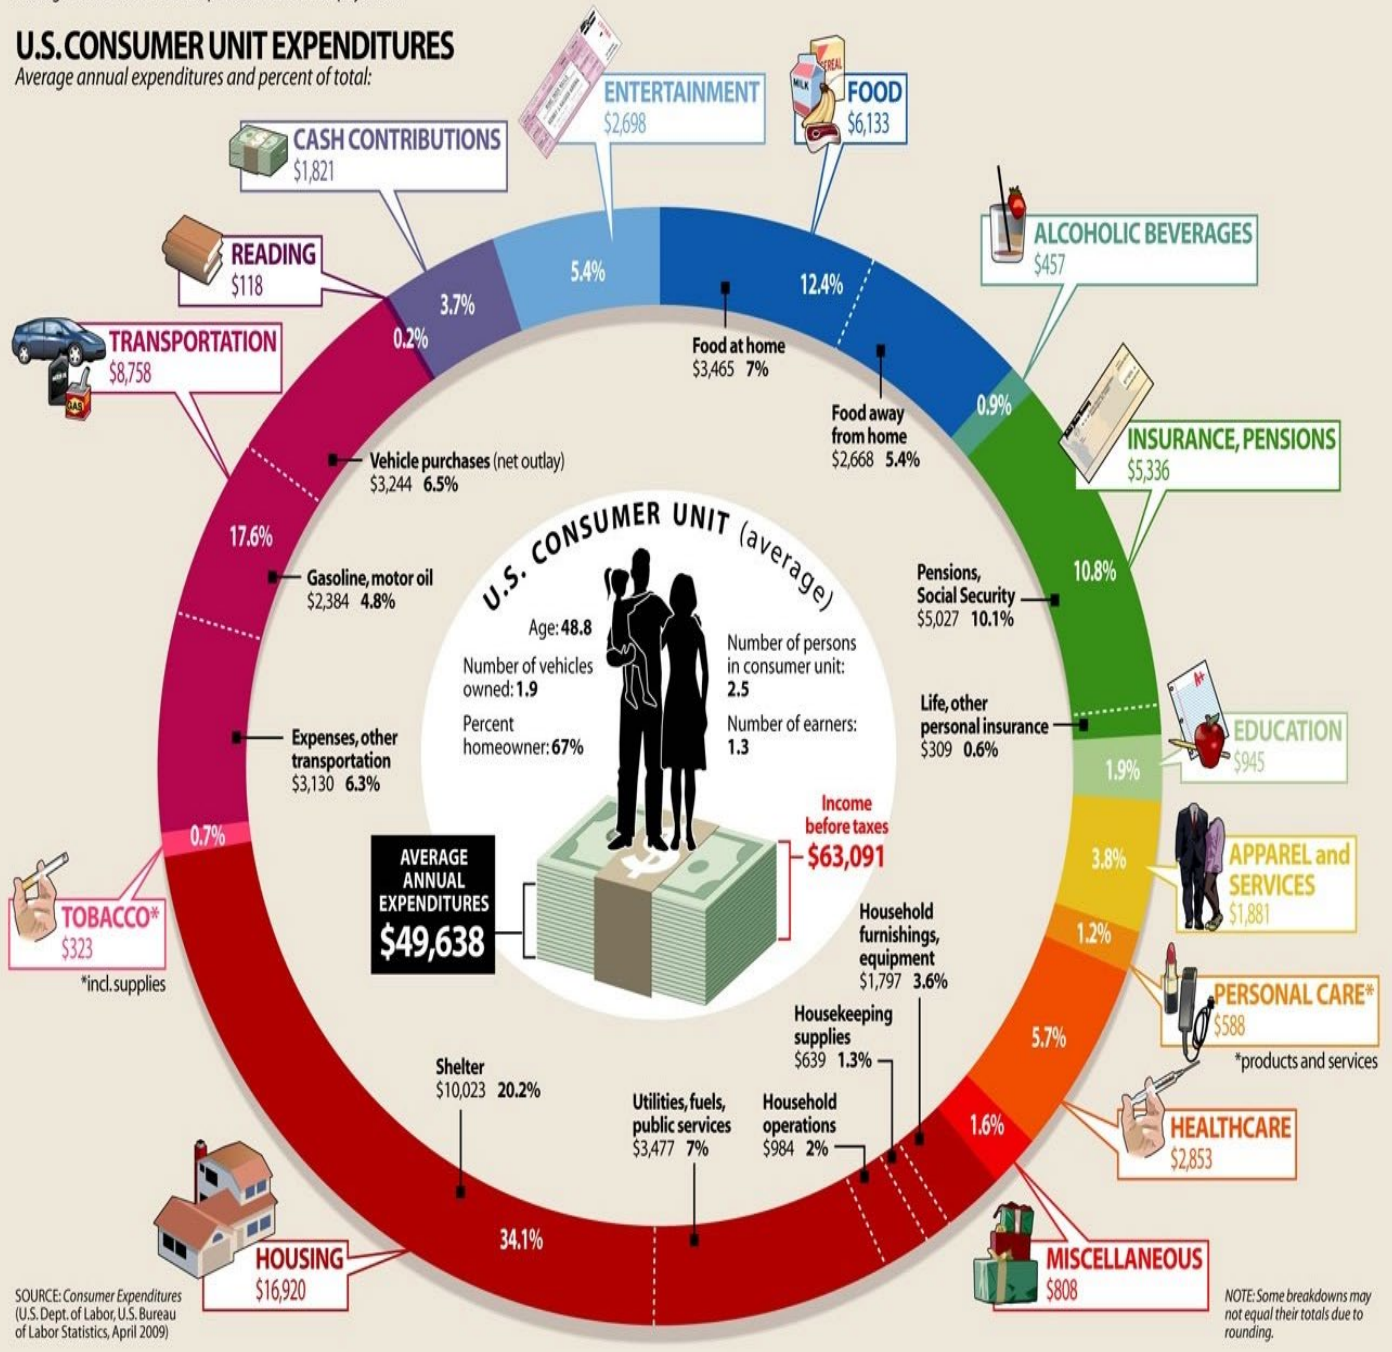 U.S. CONSUMER UNIT EXPENDITURES
Average annual expenditures and percent of total:
ENTERTAINMENT
$2,698
MILK
CEREAL
FOOD
$6,133
CASH CONTRIBUTIONS
$1,821
ALCOHOLIC BEVERAGES
$457
READING
$118
TRANSPORTATION
$8,758
GAS
INSURANCE, PENSIONS
$5,336
A+
EDUCATION
$945
APPAREL and
SERVICES
$1,881
PERSONAL CARE*
$588
*products and services
HEALTHCARE
$2,853
MISCELLANEOUS
$808
HOUSING
$16,920
TOBACCO*
$323
*incl. supplies
5.4%
12.4%
0.9%
10.8%
1.9%
3.8%
1.2%
5.7%
1.6%
34.1%
0.7%
17.6%
0.2%
3.7%
Food at home
$3,465 7%
Food away
from home
$2,668 5.4%
Vehicle purchases (net outlay)
$3,244 6.5%
Gasoline, motor oil
$2,384 4.8%
Expenses, other
transportation
$3,130 6.3%
Pensions,
Social Security
$5,027 10.1%
Life, other
personal insurance
$309 0.6%
U.S. CONSUMER UNIT (average)
Age: 48.8
Number of vehicles
owned: 1.9
Percent
homeowner: 67%
Number of persons
in consumer unit:
2.5
Number of earners:
1.3
Income
before taxes
$63,091
AVERAGE
ANNUAL
EXPENDITURES
$49,638
$
Household
furnishings,
equipment
$1,797 3.6%
Housekeeping
supplies
$639 1.3%
Household
operations
$984 2%
Utilities, fuels,
public services
$3,477 7%
Shelter
$10,023 20.2%
SOURCE: Consumer Expenditures
(U.S. Dept. of Labor, U.S. Bureau
of Labor Statistics, April 2009)
NOTE: Some breakdowns may
not equal their totals due to
rounding.